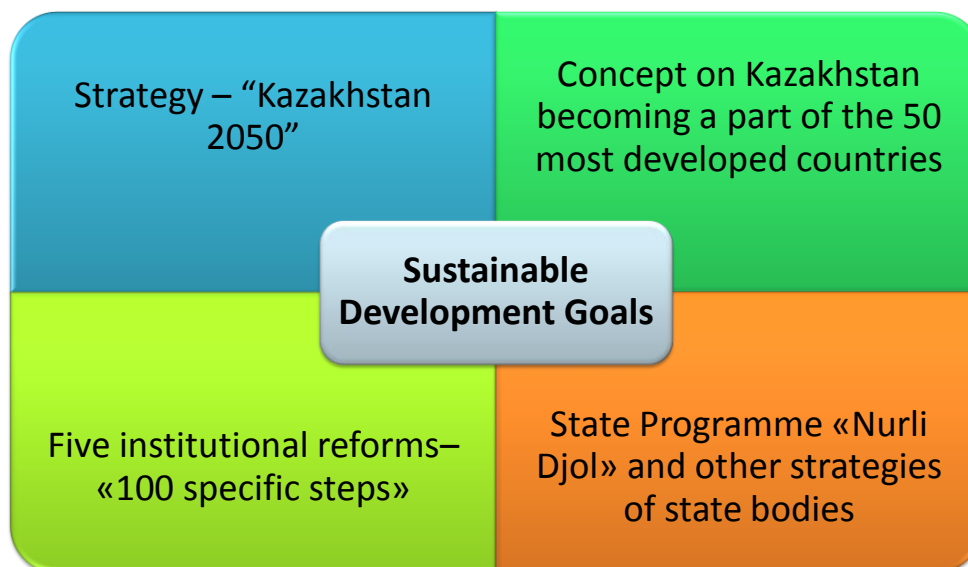 Strategy – “Kazakhstan
2050”
Concept on Kazakhstan
becoming a part of the 50
most developed countries
Sustainable
Development Goals
Five institutional reforms–
«100 specific steps»
State Programme «Nurli
Djol» and other strategies
of state bodies